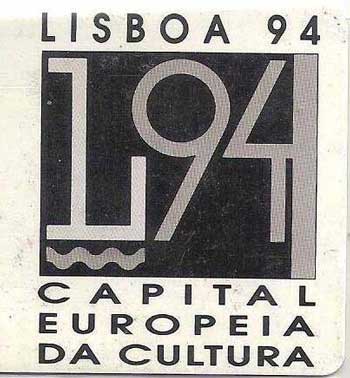 LISBOA 94
L94
CAPITAL
EUROPEIA
DA CULTURA